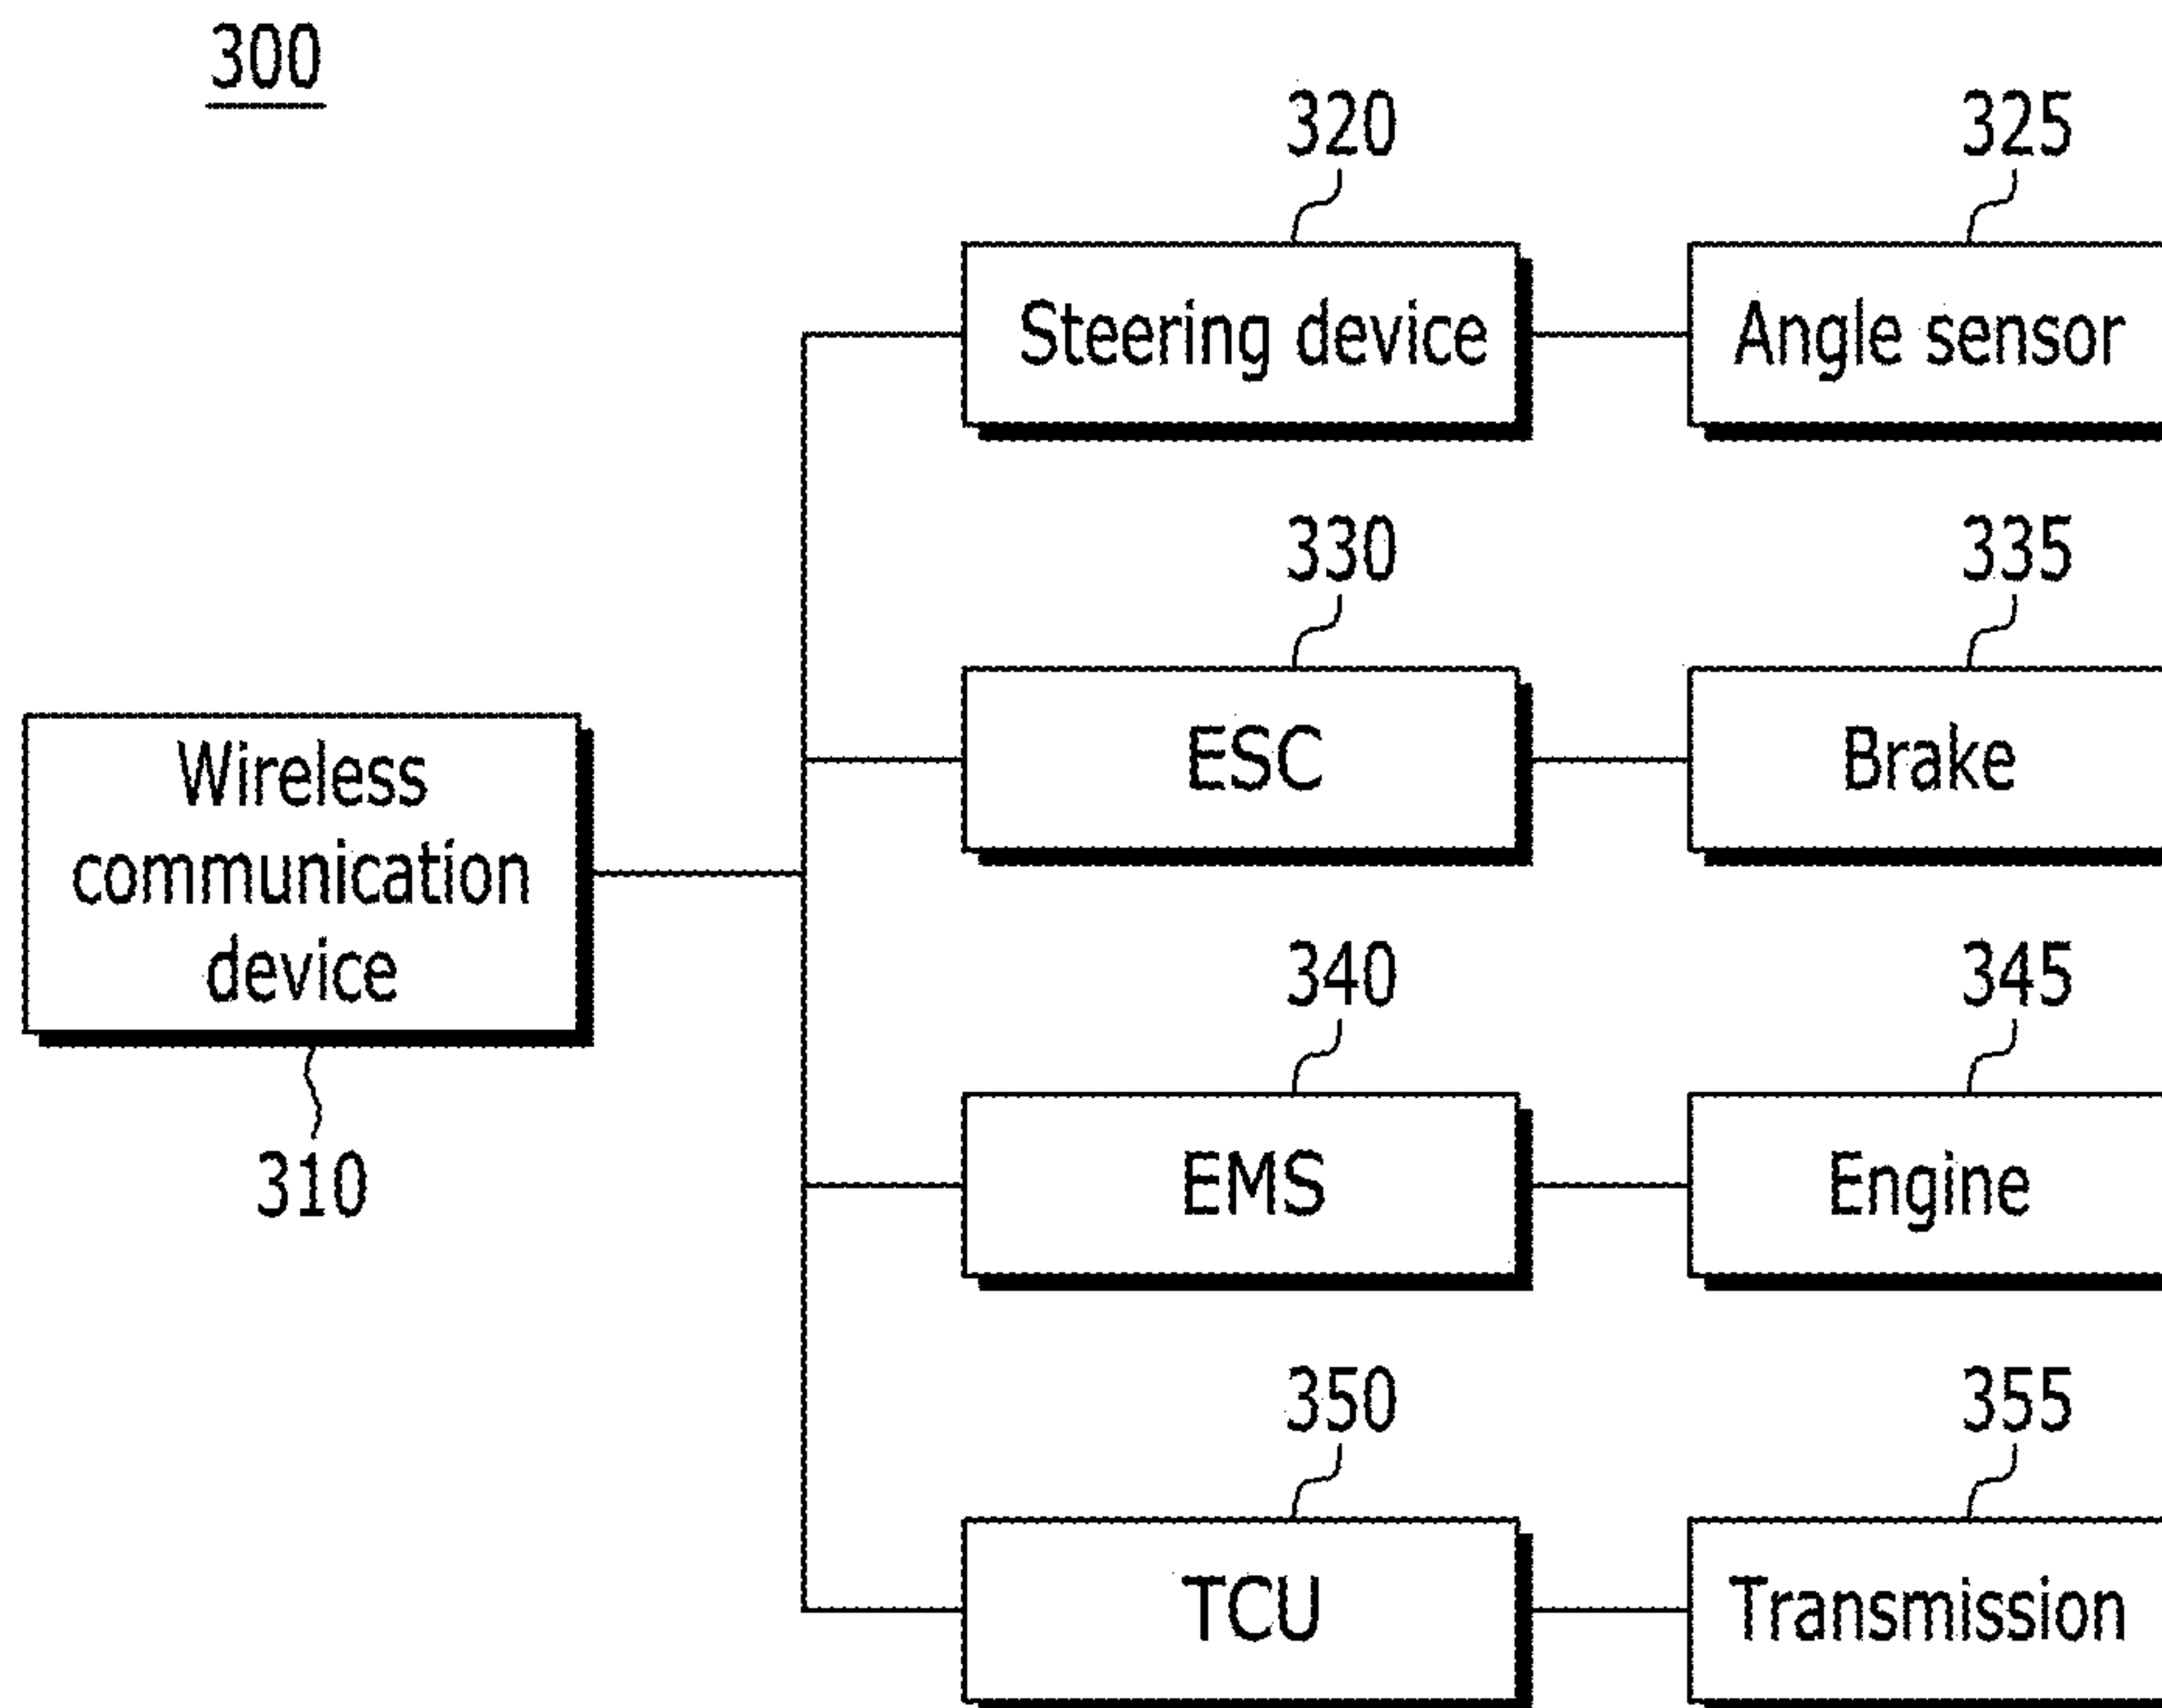 300
320
325
Steering device
Angle sensor
330
335
ESC
Brake
Wireless
communication
device
310
340
345
EMS
Engine
350
355
TCU
Transmission